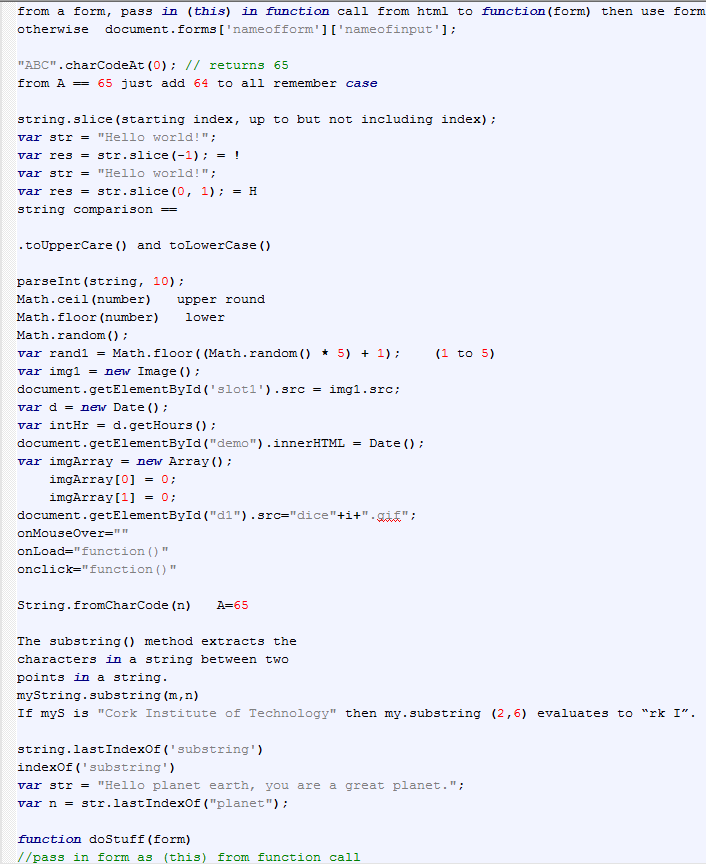 from a form, pass in (this) in function call from html to function(form) then use form
otherwise  document.forms['nameofform']['nameofinput'];
"ABC".charCodeAt(0); // returns 65
from A == 65 just add 64 to all remember case
string.slice(starting index, up to but not including index);
var str = "Hello world!";
var res = str.slice(-1); = !
var str = "Hello world!";
var res = str.slice(0, 1); = H
string comparison ==
.toUpperCare() and toLowerCase()
parseInt(string, 10);
Math.ceil(number)   upper round
Math.floor(number)   lower
Math.random();
var rand1 = Math.floor((Math.random() * 5) + 1);    (1 to 5)
var img1 = new Image();
document.getElementById('slot1').src = img1.src;
var d = new Date();
var intHr = d.getHours();
document.getElementById("demo").innerHTML = Date();
var imgArray = new Array();
    imgArray[0] = 0;
    imgArray[1] = 0;
document.getElementById("d1").src="dice"+i+".gif";
onMouseOver=""
onLoad="function()"
onclick="function()"
String.fromCharCode(n)   A=65
The substring() method extracts the
characters in a string between two
points in a string.
myString.substring(m,n)
If myS is "Cork Institute of Technology" then my.substring (2,6) evaluates to “rk I”.
string.lastIndexOf('substring')
indexOf('substring')
var str = "Hello planet earth, you are a great planet.";
var n = str.lastIndexOf("planet");
function doStuff(form)
//pass in form as (this) from function call